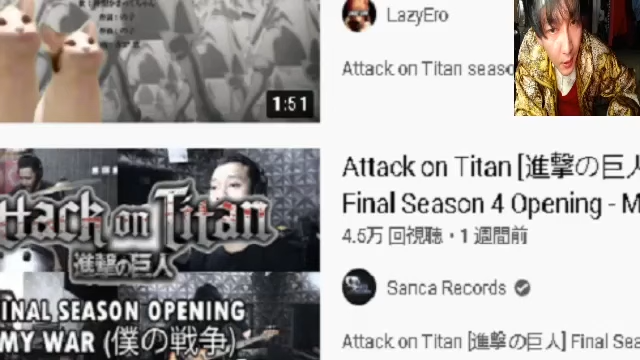 LazyEro
Attack on Titan seaso
1:51
Attack on Titan [進撃の巨人
Final Season 4 Opening - M
4.5万 回視聴・1 週間前
Sanca Records
Attack on Titan [進撃の巨人] Final Sea
ttack on Titan
進撃の巨人
FINAL SEASON OPENING
MY WAR (僕の戦争)